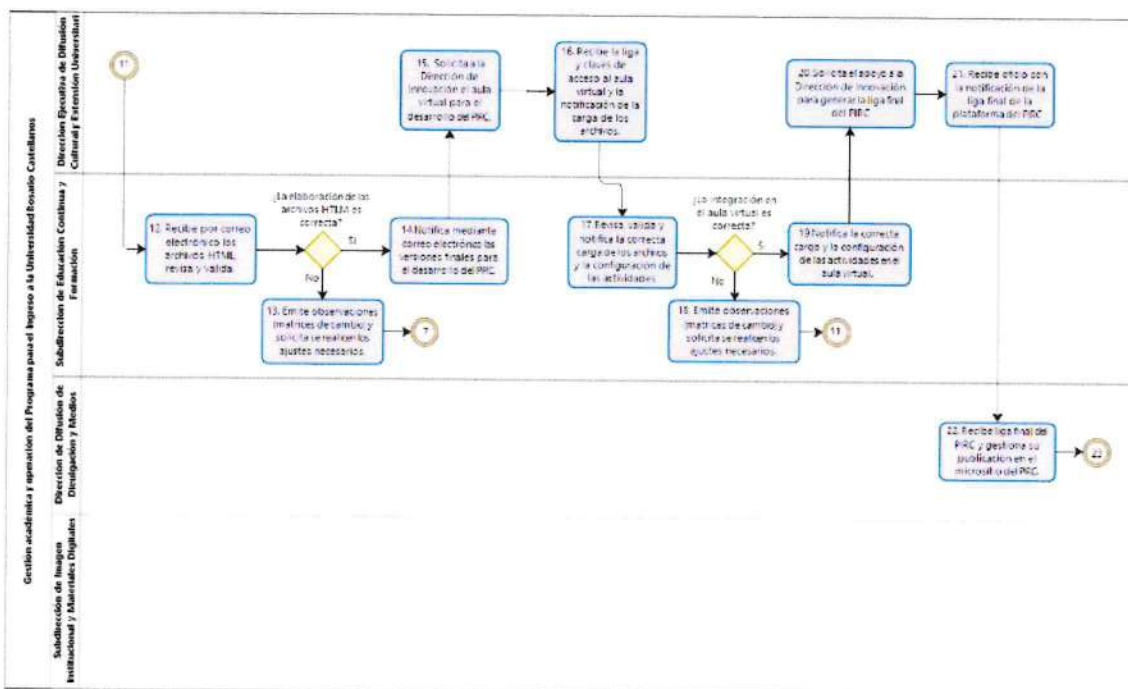 Gestión académica y operación del Programa para el Ingreso a la Universidad Rosario Castellanos
Dirección Ejecutiva de Difusión
Cultural y Extensión Universitari
11
15. Solicita a la
Dirección de
Innovación el aula
virtual para el
desarrollo del PIRC.
16. Recibe la liga
y claves de
acceso al aula
virtual y la
notificación de la
carga de los
archivos.
20. Solicita el apoyo a la
Dirección de Innovación
para generar la liga final
del PIRC
21. Recibe oficio con
la notificación de la
liga final de la
plataforma del PIRC
Subdirección de Educación Continua y
Formación
12. Recibe por correo
electrónico los
archivos HTML,
revisa y valida.
¿La elaboración de los
archivos HTLM es
correcta?
Si
No
14. Notifica mediante
correo electrónico las
versiones finales para
el desarrollo del PIRC.
13. Emite observaciones
(matrices de cambio) y
solicita se realicen los
ajustes necesarios.
7
17. Revisa, valida y
notifica la correcta
carga de los archivos
y la configuración de
las actividades
¿La integración en
el aula virtual es
correcta?
Si
No
19. Notifica la correcta
carga y la configuración
de las actividades en el
aula virtual.
18. Emite observaciones
(matrices de cambio) y
solicita se realicen los
ajustes necesarios.
11
Dirección de Difusión de
Divulgación y Medios
22. Recibe liga final del
PIRC y gestiona su
publicación en el
micrositio del PIRC.
23
Subdirección de Imagen
Institucional y Materiales Digitales